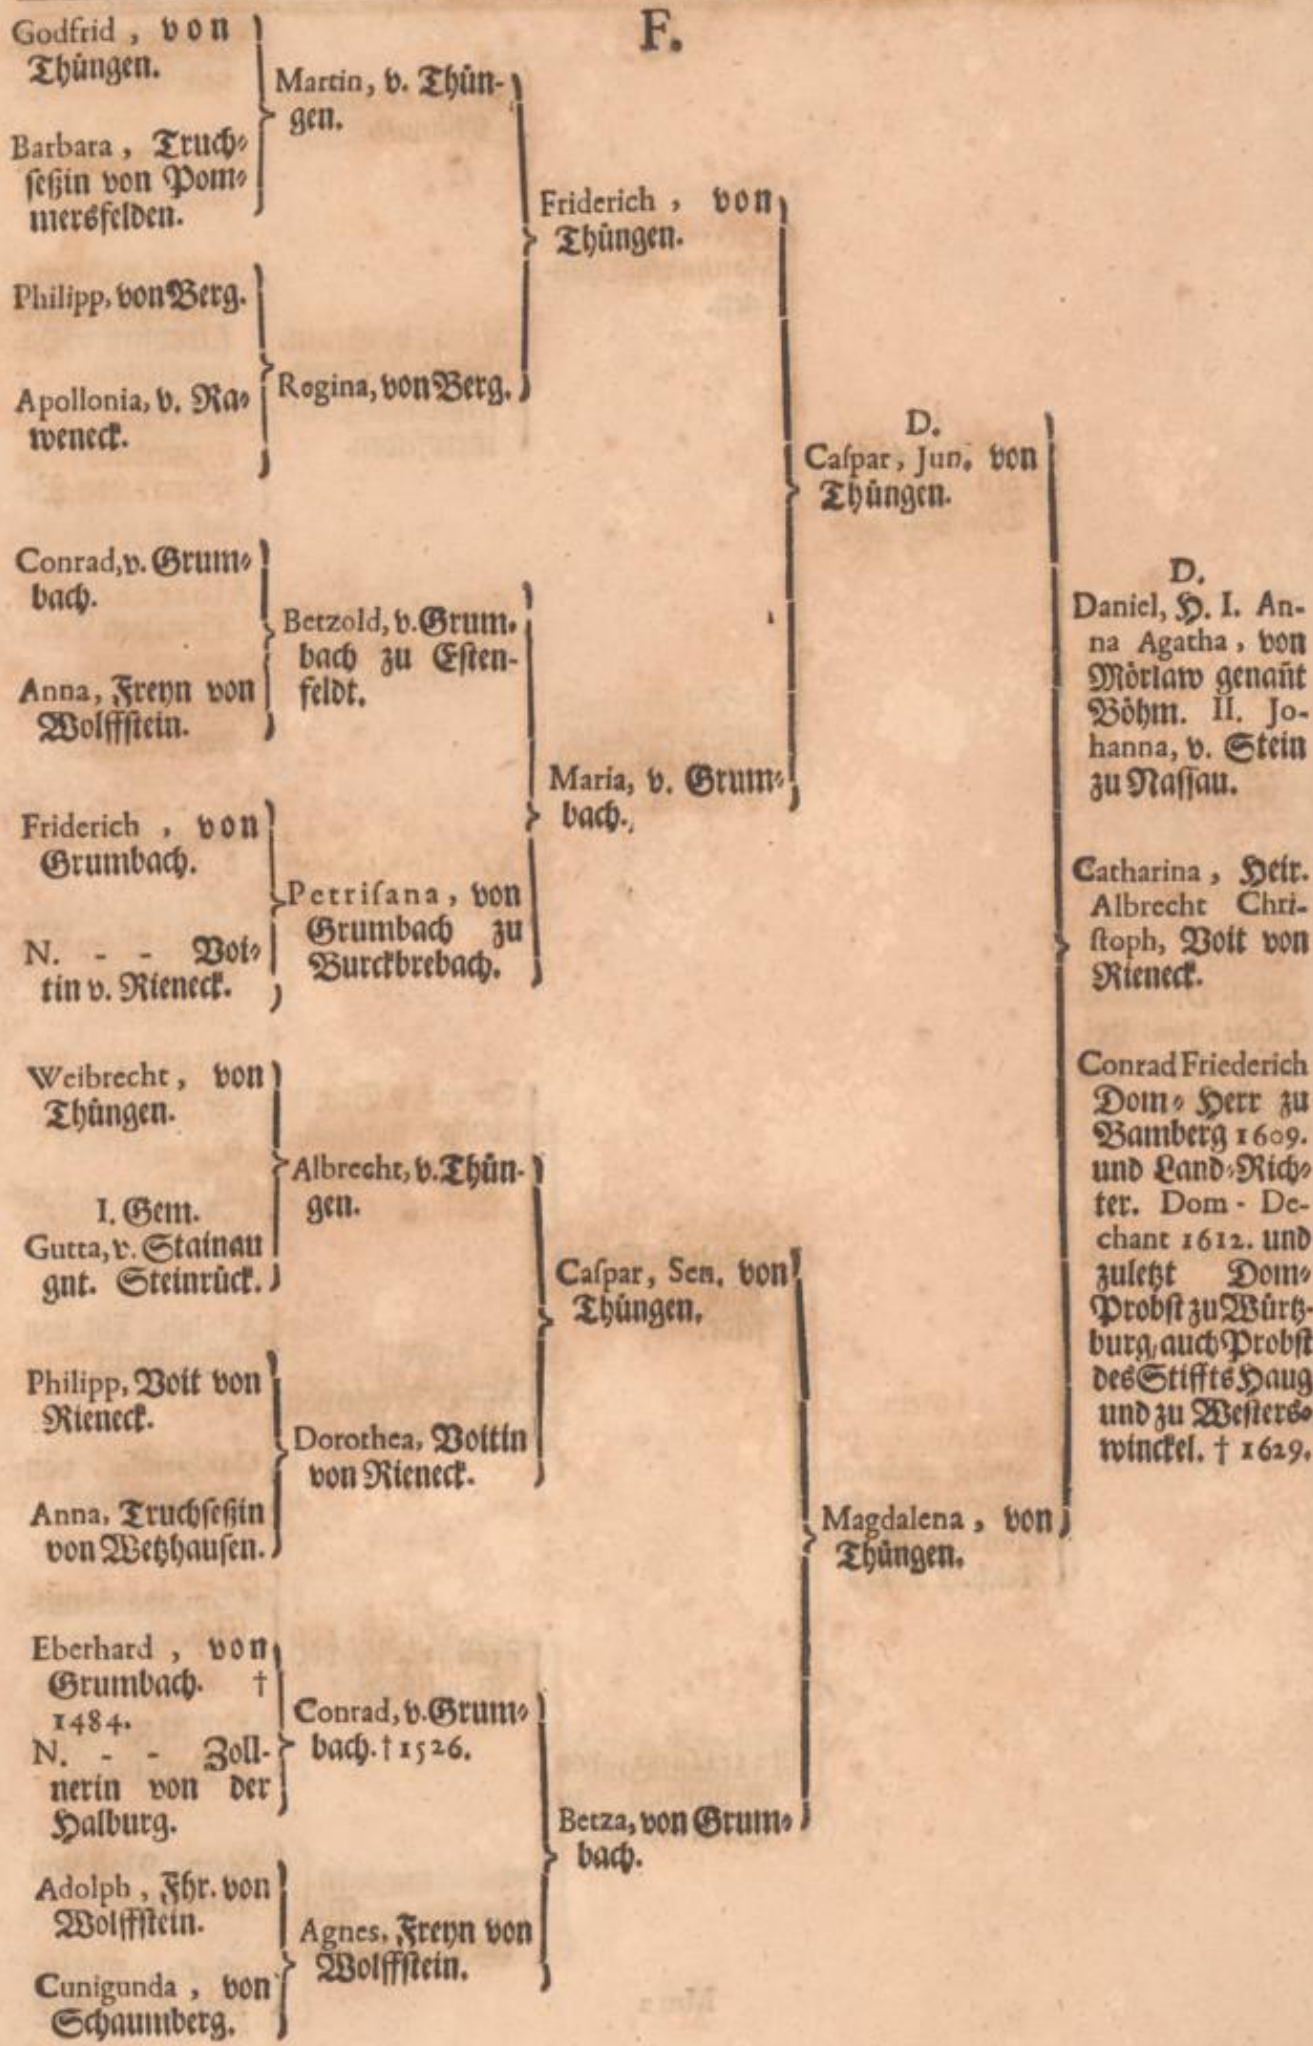 F.
Godfrid, von
Thüngen.
Barbara, Truch-
seßin von Pom-
mersfelden.
Philipp, von Berg.
Apollonia, v. Ra-
weneck.
Conrad, v. Grum-
bach.
Anna, Freyn von
Wolffstein.
Friderich, von
Grumbach.
N. - - Voi-
tin v. Rieneck.
Weibrecht, von
Thüngen.
I. Gem.
Gutta, v. Stainau
gnt. Steinrück.
Philipp, Voit von
Rieneck.
Anna, Truchseßin
von Wetzhausen.
Eberhard, von
Grumbach. †
1484.
N. - - Zoll-
nerin von der
Halburg.
Adolph, Fhr. von
Wolffstein.
Cunigunda, von
Schaumberg.
Martin, v. Thün-
gen.
Regina, von Berg.
Betzold, v. Grum-
bach zu Esten-
feldt.
Petrisana, von
Grumbach zu
Burckbrebach.
Albrecht, v. Thün-
gen.
Dorothea, Voitin
von Rieneck.
Conrad, v. Grum-
bach. † 1526.
Agnes, Freyn von
Wolffstein.
Friderich, von
Thüngen.
Maria, v. Grum-
bach.
Caspar, Sen. von
Thüngen.
Betza, von Grum-
bach.
D.
Caspar, Jun. von
Thüngen.
Magdalena, von
Thüngen.
D.
Daniel, H. I. An-
na Agatha, von
Mörlaw genañt
Böhm. II. Jo-
hanna, v. Stein
zu Nassau.
Catharina, Heir.
Albrecht Chri-
stoph, Voit von
Rieneck.
Conrad Friederich
Dom-Herr zu
Bamberg 1609.
und Land-Rich-
ter. Dom-De-
chant 1612. und
zuletzt Dom-
Probst zu Würtz-
burg, auch Probst
des Stiffts Haug
und zu Westers-
winckel. † 1629.